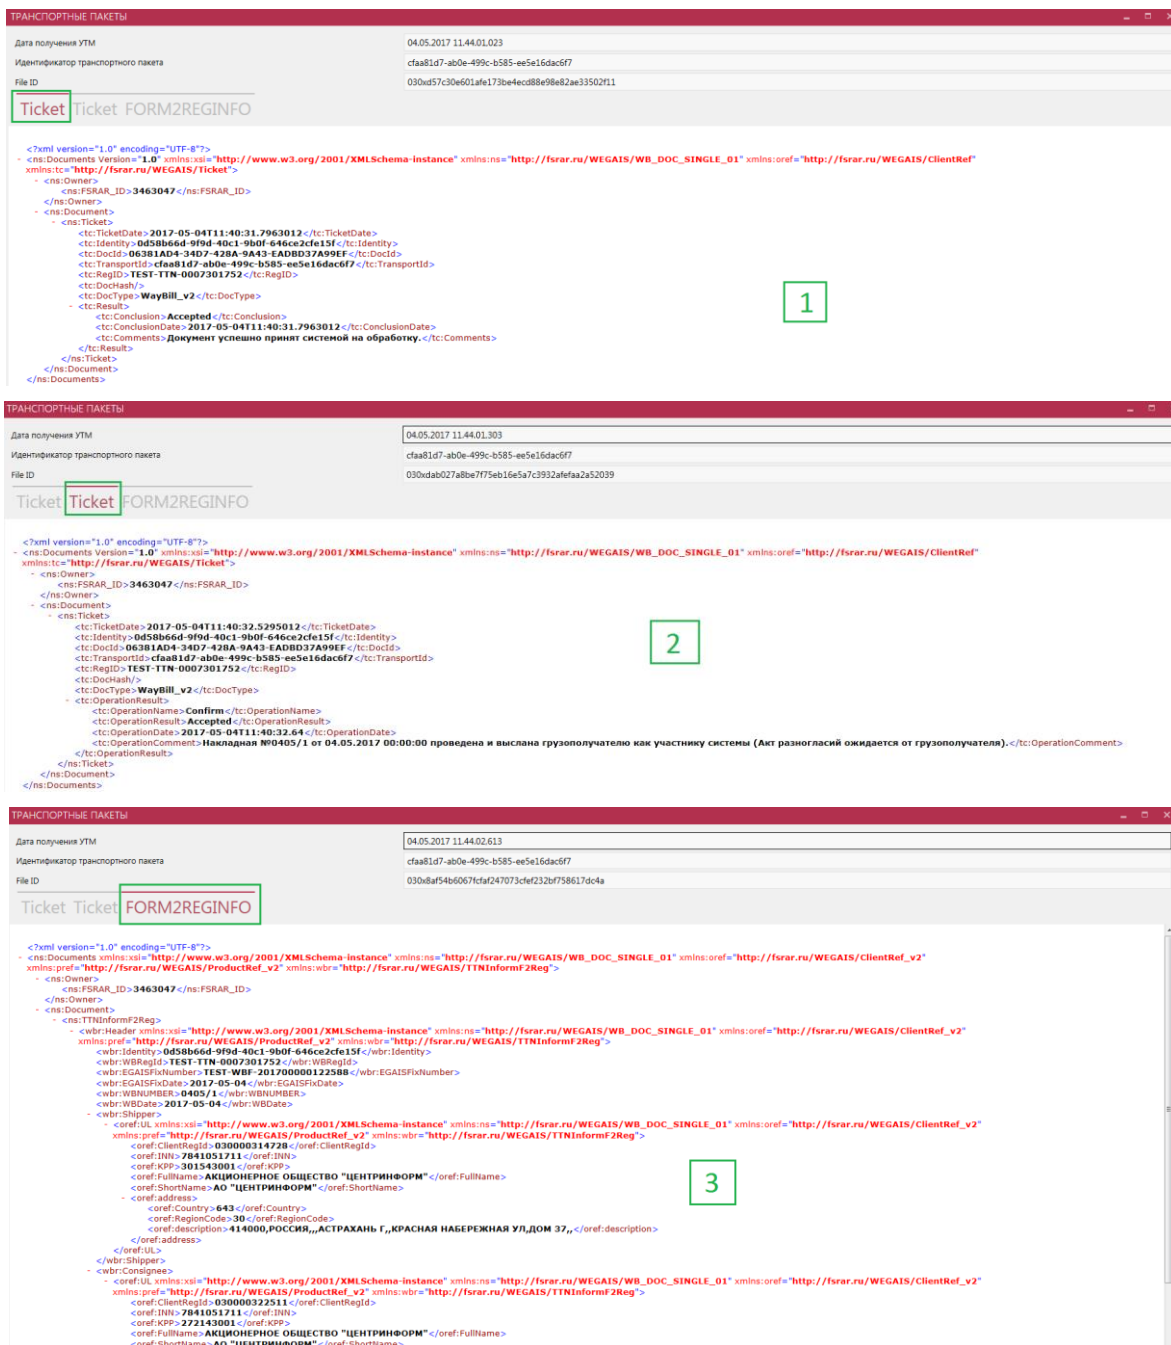 ТРАНСПОРТНЫЕ ПАКЕТЫ
Дата получения УТМ 04.05.2017 11.44.01.023
Идентификатор транспортного пакета cfaa81d7-ab0e-499c-b585-ee5e16dac6f7
File ID 030xd57c30e601afe173be4ecd88e98e82ae33502f11
Ticket Ticket FORM2REGINFO
<?xml version="1.0" encoding="UTF-8"?>
- <ns:Documents Version="1.0" xmlns:xsi="http://www.w3.org/2001/XMLSchema-instance" xmlns:ns="http://fsrar.ru/WEGAIS/WB_DOC_SINGLE_01" xmlns:oref="http://fsrar.ru/WEGAIS/ClientRef"
xmlns:tc="http://fsrar.ru/WEGAIS/Ticket">
- <ns:Owner>
<ns:FSRAR_ID>3463047</ns:FSRAR_ID>
</ns:Owner>
- <ns:Document>
- <ns:Ticket>
<tc:TicketDate>2017-05-04T11:40:31.7963012</tc:TicketDate>
<tc:Identity>0d58b66d-9f9d-40c1-9b0f-646ce2cfe15f</tc:Identity>
<tc:DocId>06381AD4-34D7-428A-9A43-EADBD37A99EF</tc:DocId>
<tc:TransportId>cfaa81d7-ab0e-499c-b585-ee5e16dac6f7</tc:TransportId>
<tc:RegID>TEST-TTN-0007301752</tc:RegID>
<tc:DocHash/>
<tc:DocType>WayBill_v2</tc:DocType>
- <tc:Result>
<tc:Conclusion>Accepted</tc:Conclusion>
<tc:ConclusionDate>2017-05-04T11:40:31.7963012</tc:ConclusionDate>
<tc:Comments>Документ успешно принят системой на обработку.</tc:Comments>
</tc:Result>
</ns:Ticket>
</ns:Document>
</ns:Documents>
1
ТРАНСПОРТНЫЕ ПАКЕТЫ
Дата получения УТМ 04.05.2017 11.44.01.303
Идентификатор транспортного пакета cfaa81d7-ab0e-499c-b585-ee5e16dac6f7
File ID 030xdab027a8be7f75eb16e5a7c3932afefaa2a52039
Ticket Ticket FORM2REGINFO
<?xml version="1.0" encoding="UTF-8"?>
- <ns:Documents Version="1.0" xmlns:xsi="http://www.w3.org/2001/XMLSchema-instance" xmlns:ns="http://fsrar.ru/WEGAIS/WB_DOC_SINGLE_01" xmlns:oref="http://fsrar.ru/WEGAIS/ClientRef"
xmlns:tc="http://fsrar.ru/WEGAIS/Ticket">
- <ns:Owner>
<ns:FSRAR_ID>3463047</ns:FSRAR_ID>
</ns:Owner>
- <ns:Document>
- <ns:Ticket>
<tc:TicketDate>2017-05-04T11:40:32.5295012</tc:TicketDate>
<tc:Identity>0d58b66d-9f9d-40c1-9b0f-646ce2cfe15f</tc:Identity>
<tc:DocId>06381AD4-34D7-428A-9A43-EADBD37A99EF</tc:DocId>
<tc:TransportId>cfaa81d7-ab0e-499c-b585-ee5e16dac6f7</tc:TransportId>
<tc:RegID>TEST-TTN-0007301752</tc:RegID>
<tc:DocHash/>
<tc:DocType>WayBill_v2</tc:DocType>
- <tc:OperationResult>
<tc:OperationName>Confirm</tc:OperationName>
<tc:OperationResult>Accepted</tc:OperationResult>
<tc:OperationDate>2017-05-04T11:40:32.64</tc:OperationDate>
<tc:OperationComment>Накладная №0405/1 от 04.05.2017 00:00:00 проведена и выслана грузополучателю как участнику системы (Акт разногласий ожидается от грузополучателя).</tc:OperationComment>
</tc:OperationResult>
</ns:Ticket>
</ns:Document>
</ns:Documents>
2
ТРАНСПОРТНЫЕ ПАКЕТЫ
Дата получения УТМ 04.05.2017 11.44.02.613
Идентификатор транспортного пакета cfaa81d7-ab0e-499c-b585-ee5e16dac6f7
File ID 030x8af54b6067fcfaf247073cfef232bf758617dc4a
Ticket Ticket FORM2REGINFO
<?xml version="1.0" encoding="UTF-8"?>
- <ns:Documents xmlns:xsi="http://www.w3.org/2001/XMLSchema-instance" xmlns:ns="http://fsrar.ru/WEGAIS/WB_DOC_SINGLE_01" xmlns:oref="http://fsrar.ru/WEGAIS/ClientRef_v2"
xmlns:pref="http://fsrar.ru/WEGAIS/ProductRef_v2" xmlns:wbr="http://fsrar.ru/WEGAIS/TTNInformF2Reg">
- <ns:Owner>
<ns:FSRAR_ID>3463047</ns:FSRAR_ID>
</ns:Owner>
- <ns:Document>
- <ns:TTNInformF2Reg>
- <wbr:Header xmlns:xsi="http://www.w3.org/2001/XMLSchema-instance" xmlns:ns="http://fsrar.ru/WEGAIS/WB_DOC_SINGLE_01" xmlns:oref="http://fsrar.ru/WEGAIS/ClientRef_v2"
xmlns:pref="http://fsrar.ru/WEGAIS/ProductRef_v2" xmlns:wbr="http://fsrar.ru/WEGAIS/TTNInformF2Reg">
<wbr:Identity>0d58b66d-9f9d-40c1-9b0f-646ce2cfe15f</wbr:Identity>
<wbr:WBRegId>TEST-TTN-0007301752</wbr:WBRegId>
<wbr:EGAISFixNumber>TEST-WBF-201700000122588</wbr:EGAISFixNumber>
<wbr:EGAISFixDate>2017-05-04</wbr:EGAISFixDate>
<wbr:WBNUMBER>0405/1</wbr:WBNUMBER>
<wbr:WBDate>2017-05-04</wbr:WBDate>
- <wbr:Shipper>
- <oref:UL xmlns:xsi="http://www.w3.org/2001/XMLSchema-instance" xmlns:ns="http://fsrar.ru/WEGAIS/WB_DOC_SINGLE_01" xmlns:oref="http://fsrar.ru/WEGAIS/ClientRef_v2"
xmlns:pref="http://fsrar.ru/WEGAIS/ProductRef_v2" xmlns:wbr="http://fsrar.ru/WEGAIS/TTNInformF2Reg">
<oref:ClientRegId>030000314728</oref:ClientRegId>
<oref:INN>7841051711</oref:INN>
<oref:KPP>301543001</oref:KPP>
<oref:FullName>АКЦИОНЕРНОЕ ОБЩЕСТВО "ЦЕНТРИНФОРМ"</oref:FullName>
<oref:ShortName>АО "ЦЕНТРИНФОРМ"</oref:ShortName>
- <oref:address>
<oref:Country>643</oref:Country>
<oref:RegionCode>30</oref:RegionCode>
<oref:description>414000,РОССИЯ,,,АСТРАХАНЬ Г,,КРАСНАЯ НАБЕРЕЖНАЯ УЛ,ДОМ 37,,</oref:description>
</oref:address>
</oref:UL>
</wbr:Shipper>
- <wbr:Consignee>
- <oref:UL xmlns:xsi="http://www.w3.org/2001/XMLSchema-instance" xmlns:ns="http://fsrar.ru/WEGAIS/WB_DOC_SINGLE_01" xmlns:oref="http://fsrar.ru/WEGAIS/ClientRef_v2"
xmlns:pref="http://fsrar.ru/WEGAIS/ProductRef_v2" xmlns:wbr="http://fsrar.ru/WEGAIS/TTNInformF2Reg">
<oref:ClientRegId>030000322511</oref:ClientRegId>
<oref:INN>7841051711</oref:INN>
<oref:KPP>272143001</oref:KPP>
<oref:FullName>АКЦИОНЕРНОЕ ОБЩЕСТВО "ЦЕНТРИНФОРМ"</oref:FullName>
<oref:ShortName>АО "ЦЕНТРИНФОРМ"</oref:ShortName>
3